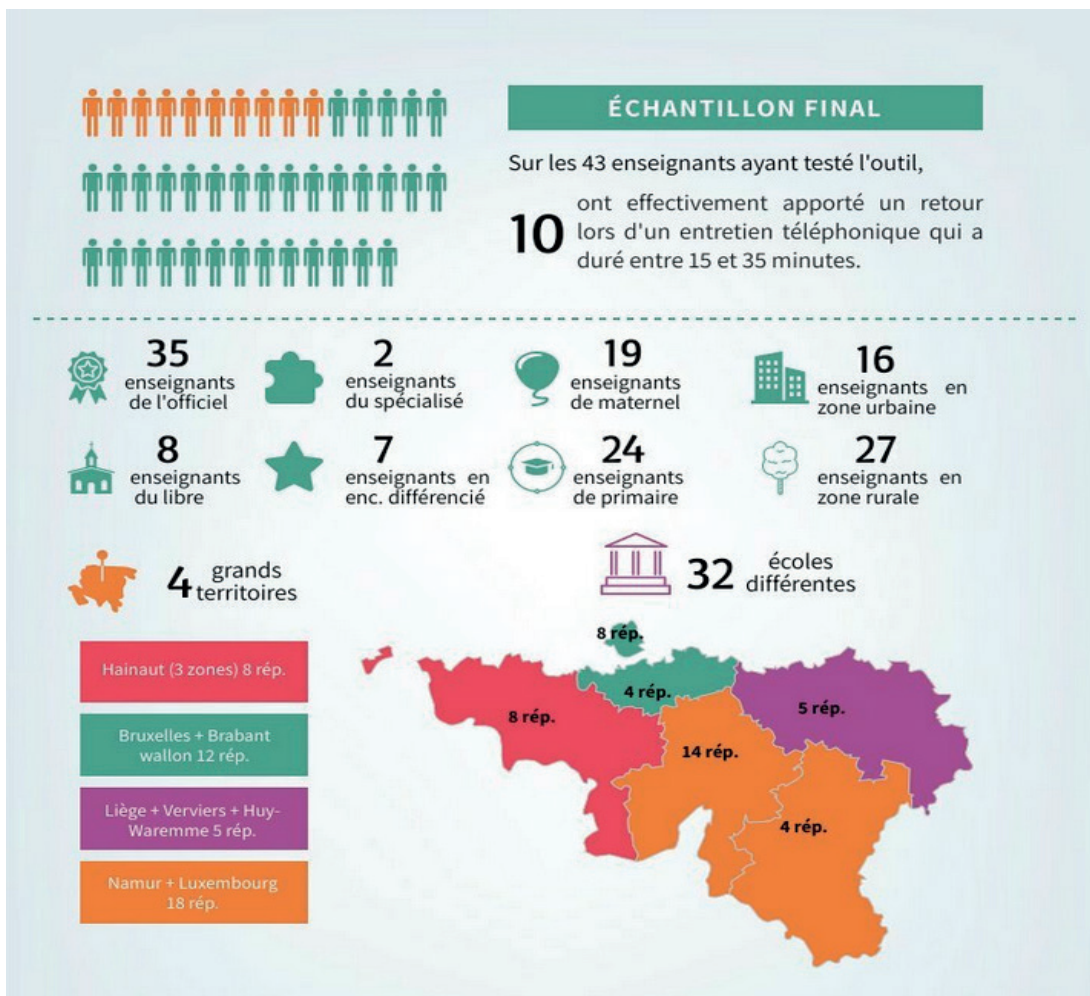 ÉCHANTILLON FINAL
Sur les 43 enseignants ayant testé l'outil,
10
ont effectivement apporté un retour
lors d'un entretien téléphonique qui a
duré entre 15 et 35 minutes.
35
enseignants
de l'officiel
2
enseignants
du spécialisé
19
enseignants
de maternel
16
enseignants en
zone urbaine
8
enseignants
du libre
7
enseignants en
enc. différencié
24
enseignants
de primaire
27
enseignants en
zone rurale
4
grands
territoires
32
écoles
différentes
Hainaut (3 zones) 8 rép.
Bruxelles + Brabant
wallon 12 rép.
Liège + Verviers + Huy-
Waremme 5 rép.
Namur + Luxembourg
18 rép.
8 rép.
4 rép.
8 rép.
5 rép.
14 rép.
4 rép.